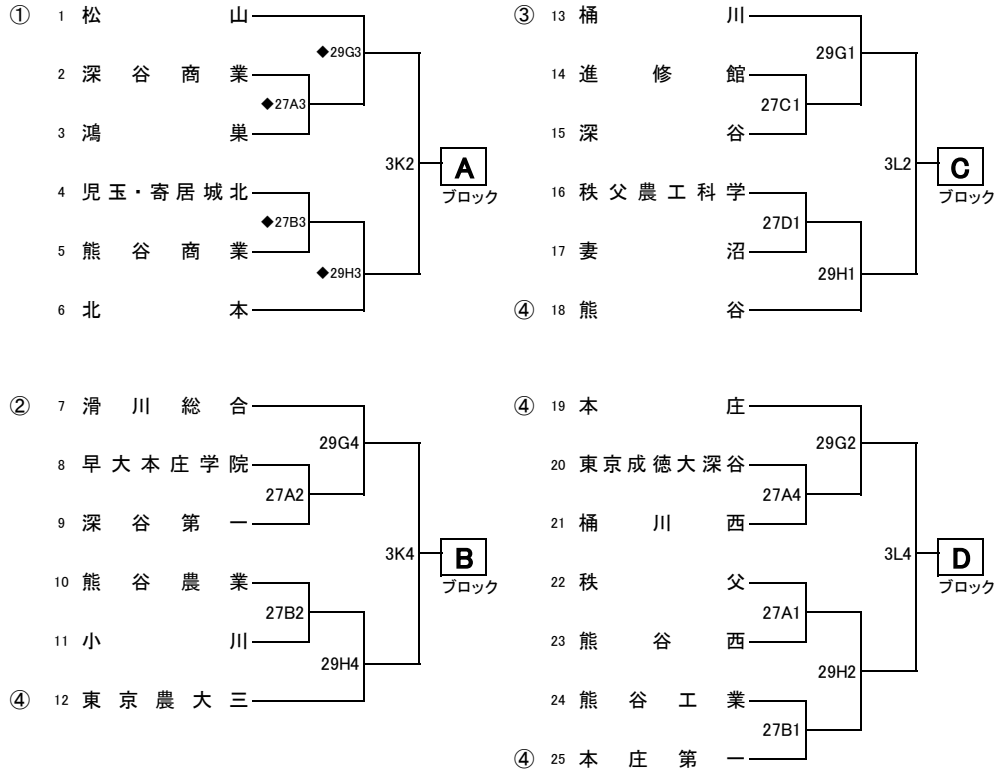 ① 1 松山
◆29G3
2 深谷商業
◆27A3
3 鴻巣
3K2
A
ブロック
4 児玉・寄居城北
◆27B3
5 熊谷商業
◆29H3
6 北本
② 7 滑川総合
29G4
8 早大本庄学院
27A2
9 深谷第一
3K4
B
ブロック
10 熊谷農業
27B2
11 小川
29H4
④ 12 東京農大三
③ 13 桶川
29G1
14 進修館
27C1
15 深谷
3L2
C
ブロック
16 秩父農工科学
27D1
17 妻沼
29H1
④ 18 熊谷
④ 19 本庄
29G2
20 東京成徳大深谷
27A4
21 桶川西
3L4
D
ブロック
22 秩父
27A1
23 熊谷西
29H2
24 熊谷工業
27B1
④ 25 本庄第一